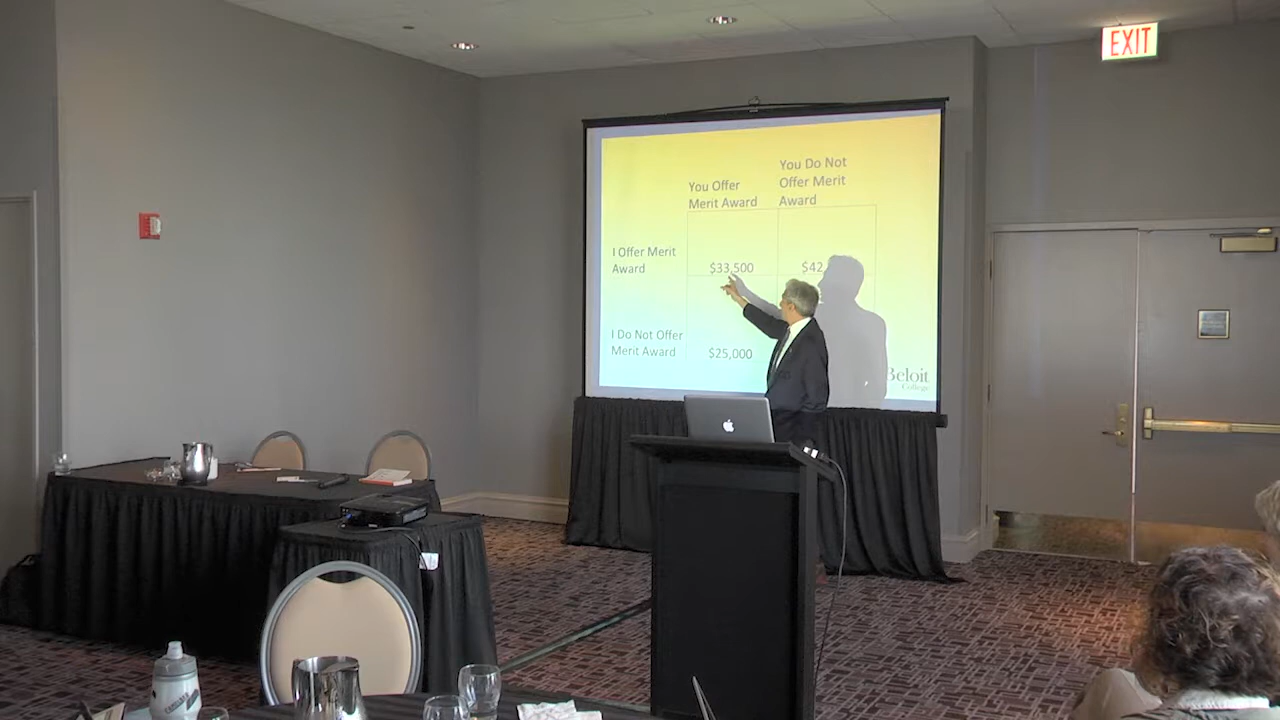 EXIT
You Offer
Merit Award
You Do Not
Offer Merit
Award
I Offer Merit
Award
$33,500
$42,
I Do Not Offer
Merit Award
$25,000
Beloit
College